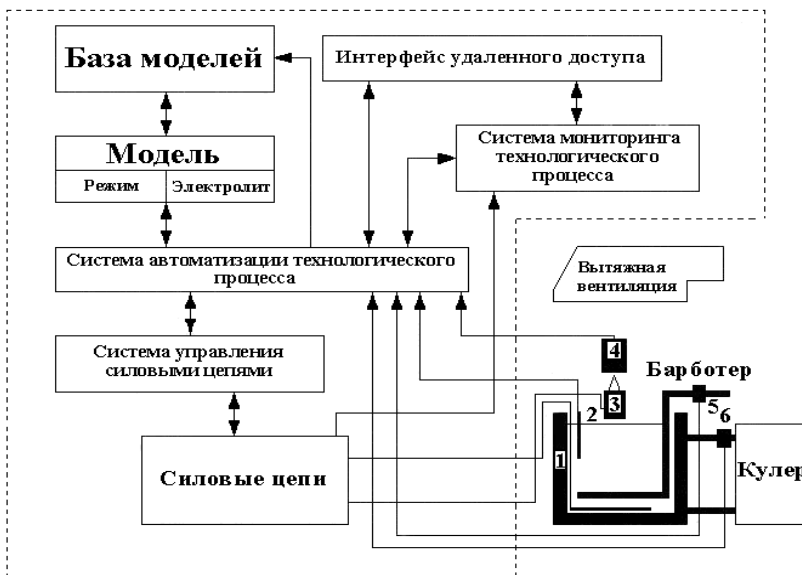 База моделей
Интерфейс удаленного доступа
Модель
Режим
Электролит
Система мониторинга
технологического
процесса
Система автоматизации технологического
процесса
Вытяжная
вентиляция
Система управления
силовыми цепями
4
Барботер
3
2
5
6
1
Силовые цепи
Кулер